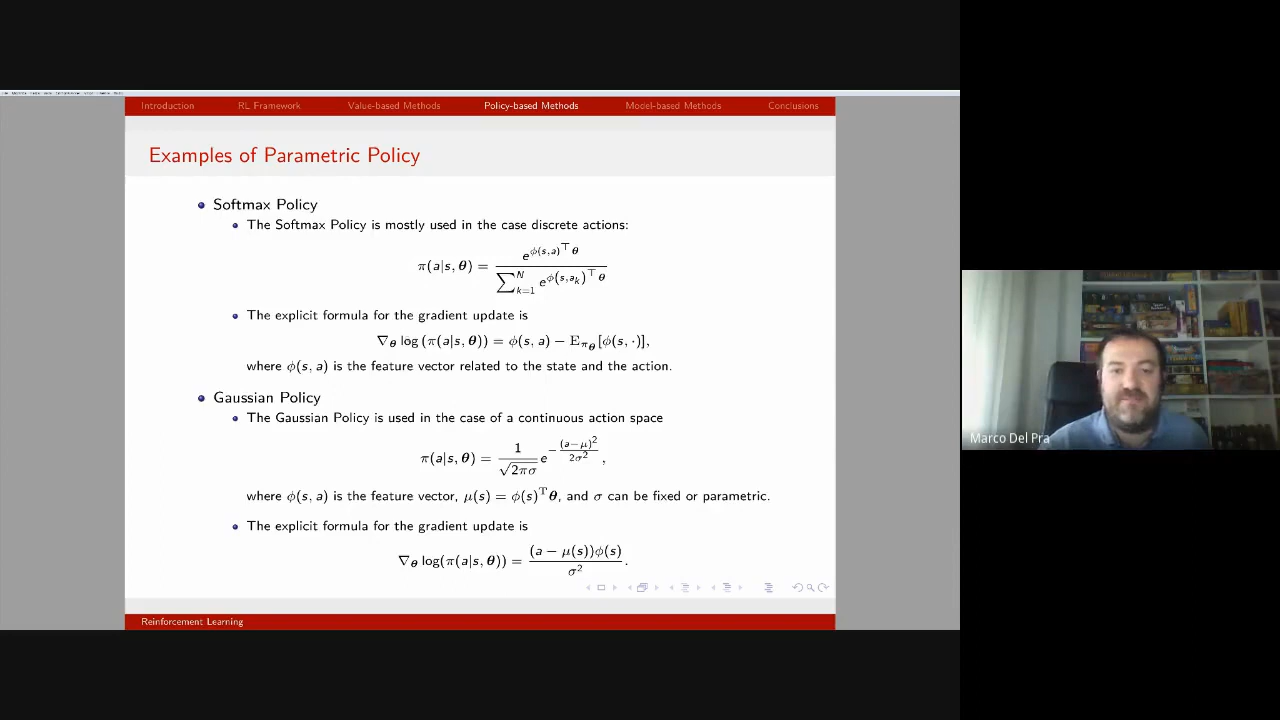 Introduction RL Framework Value-based Methods Policy-based Methods Model-based Methods Conclusions
Examples of Parametric Policy
Softmax Policy
The Softmax Policy is mostly used in the case discrete actions:
π(a|s, θ) = e^{φ(s,a)^⊤ θ} / ∑_{k=1}^{N} e^{φ(s,a_k)^⊤ θ}
The explicit formula for the gradient update is
∇_θ log (π(a|s, θ)) = φ(s, a) − E_{π_θ}[φ(s, ·)],
where φ(s, a) is the feature vector related to the state and the action.
Gaussian Policy
The Gaussian Policy is used in the case of a continuous action space
π(a|s, θ) = 1 / √(2πσ) e^{−(a−μ)² / 2σ²},
where φ(s, a) is the feature vector, μ(s) = φ(s)^T θ, and σ can be fixed or parametric.
The explicit formula for the gradient update is
∇_θ log(π(a|s, θ)) = (a − μ(s))φ(s) / σ².
Reinforcement Learning
Marco Del Pra